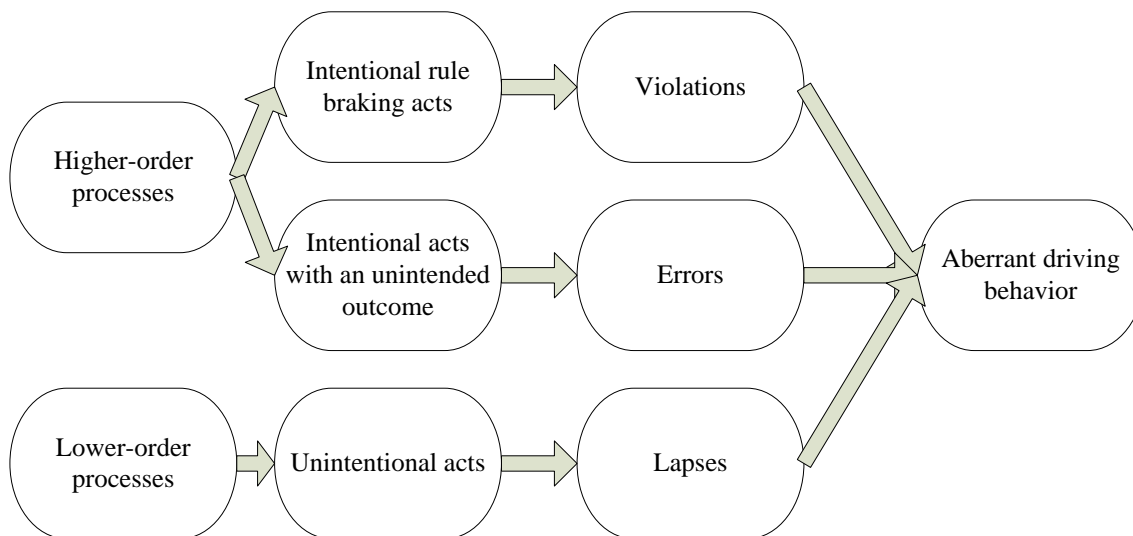 Intentional rule
braking acts
Violations
Higher-order
processes
Intentional acts
with an unintended
outcome
Errors
Aberrant driving
behavior
Lower-order
processes
Unintentional acts
Lapses